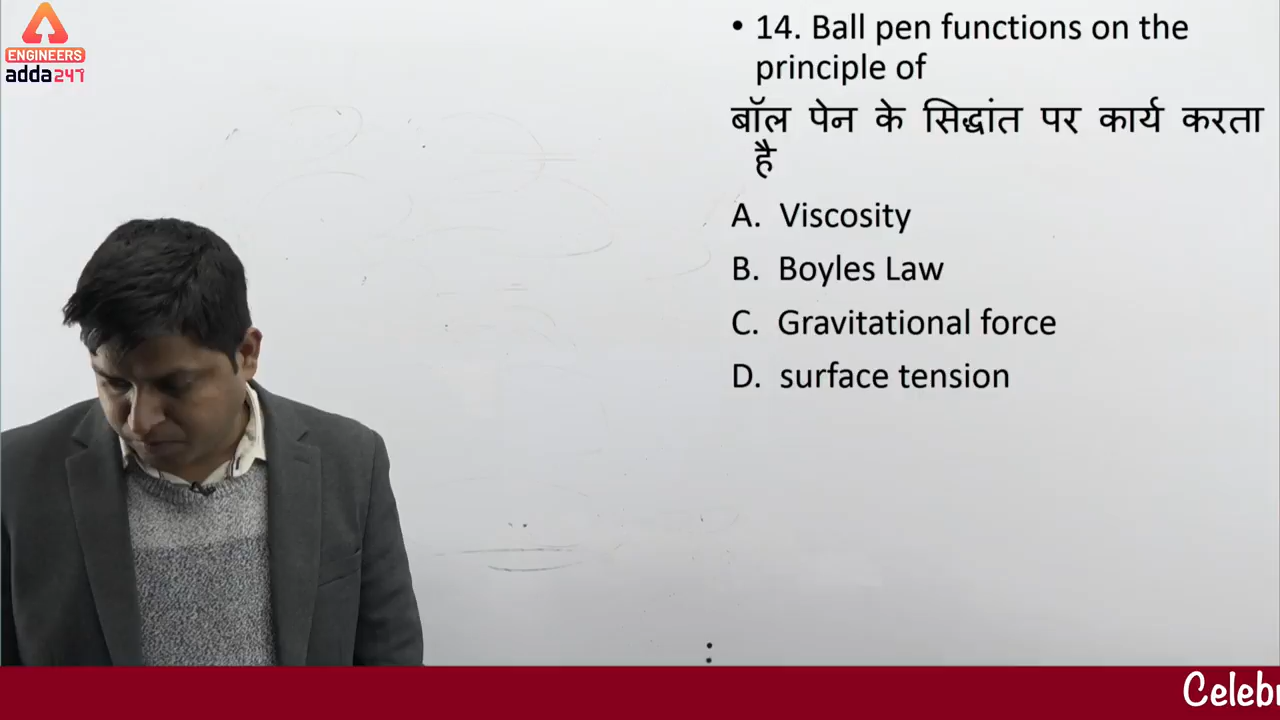 ENGINEERS
adda247
• 14. Ball pen functions on the
principle of
बॉल पेन के सिद्धांत पर कार्य करता
है
A. Viscosity
B. Boyles Law
C. Gravitational force
D. surface tension
Celebr